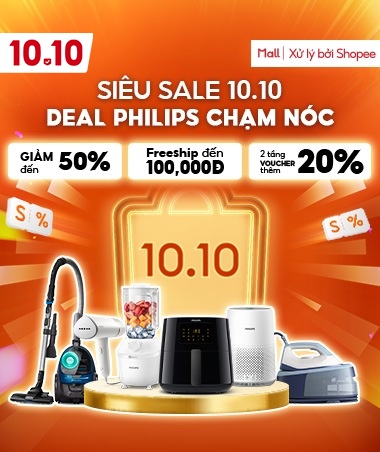 10.10
Mall | Xử lý bởi Shopee
SIÊU SALE 10.10
DEAL PHILIPS CHẠM NÓC
GIẢM đến 50%
Freeship đến
100,000Đ
2 tầng VOUCHER thêm 20%
S %
S %
10.10